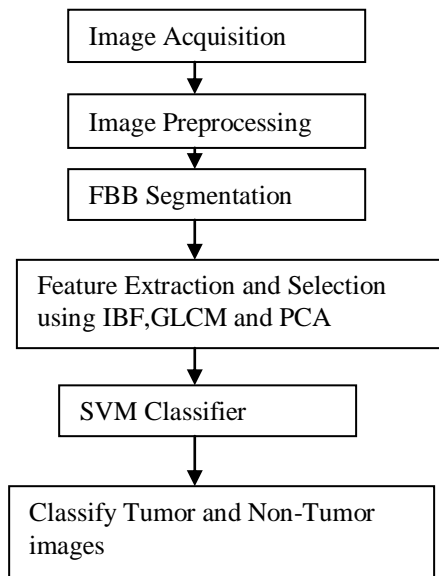 Image Acquisition
Image Preprocessing
FBB Segmentation
Feature Extraction and Selection
using IBF,GLCM and PCA
SVM Classifier
Classify Tumor and Non-Tumor
images